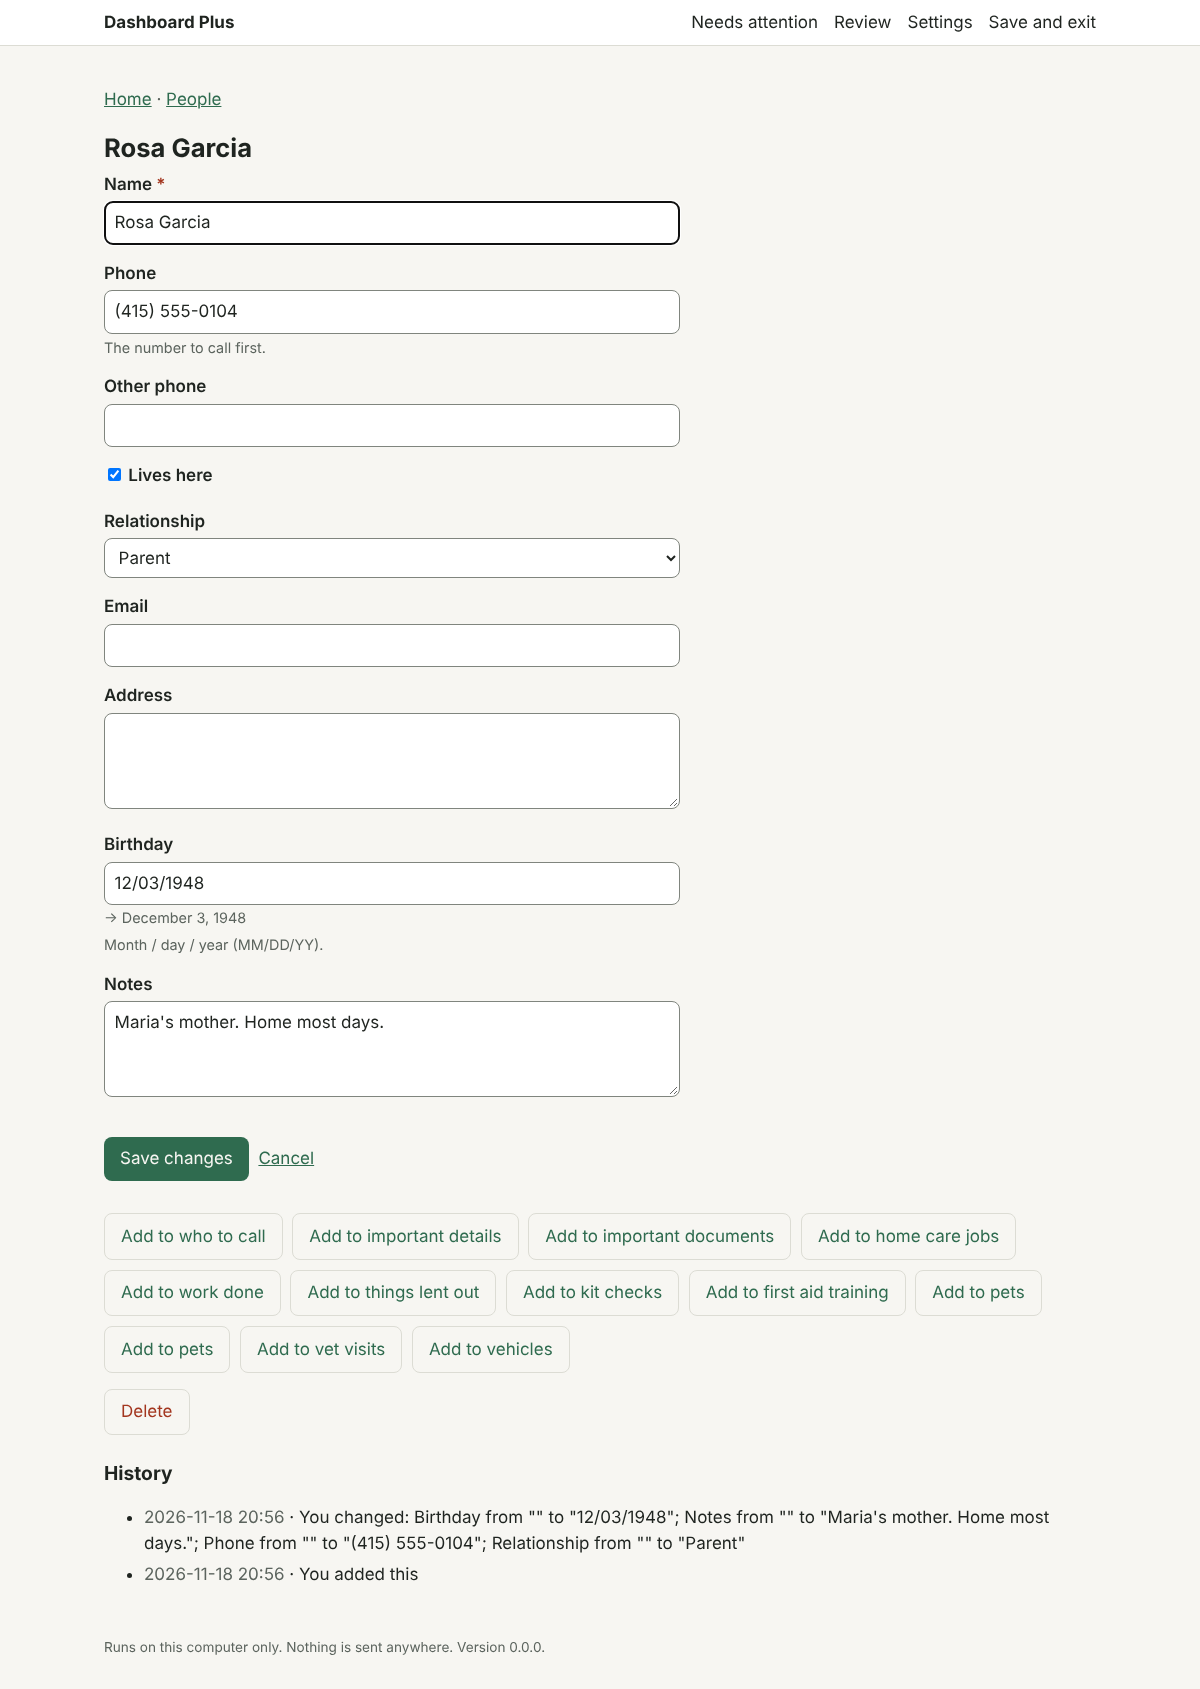 Dashboard Plus
Needs attention Review Settings Save and exit
Home · People
Rosa Garcia
Name *
Rosa Garcia
Phone
(415) 555-0104
The number to call first.
Other phone
Lives here
Relationship
Parent
Email
Address
Birthday
12/03/1948
→ December 3, 1948
Month / day / year (MM/DD/YY).
Notes
Maria's mother. Home most days.
Save changes Cancel
Add to who to call Add to important details Add to important documents Add to home care jobs
Add to work done Add to things lent out Add to kit checks Add to first aid training Add to pets
Add to pets Add to vet visits Add to vehicles
Delete
History
2026-11-18 20:56 · You changed: Birthday from "" to "12/03/1948"; Notes from "" to "Maria's mother. Home most
days."; Phone from "" to "(415) 555-0104"; Relationship from "" to "Parent"
2026-11-18 20:56 · You added this
Runs on this computer only. Nothing is sent anywhere. Version 0.0.0.